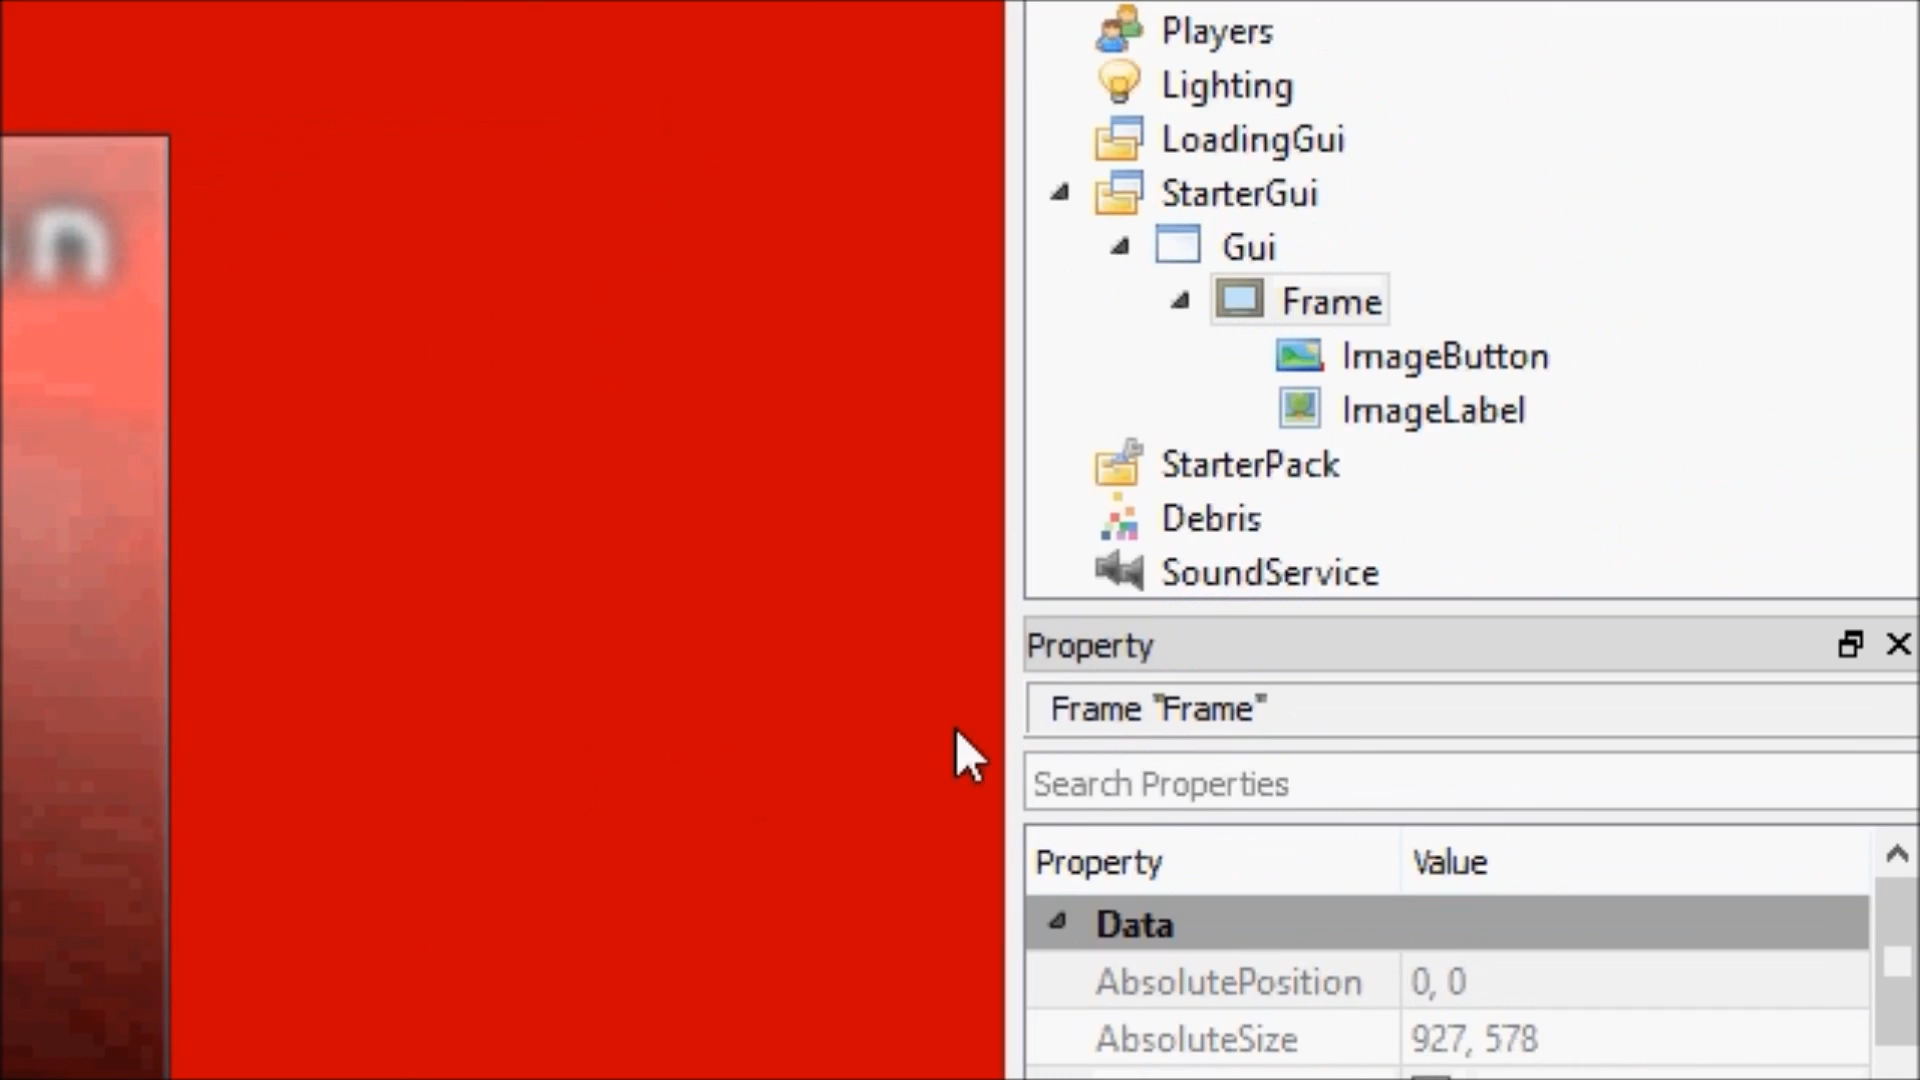 Players
Lighting
LoadingGui
StarterGui
Gui
Frame
ImageButton
ImageLabel
StarterPack
Debris
SoundService
n
Property
Frame "Frame"
Search Properties
Property Value
Data
AbsolutePosition 0, 0
AbsoluteSize 927, 578